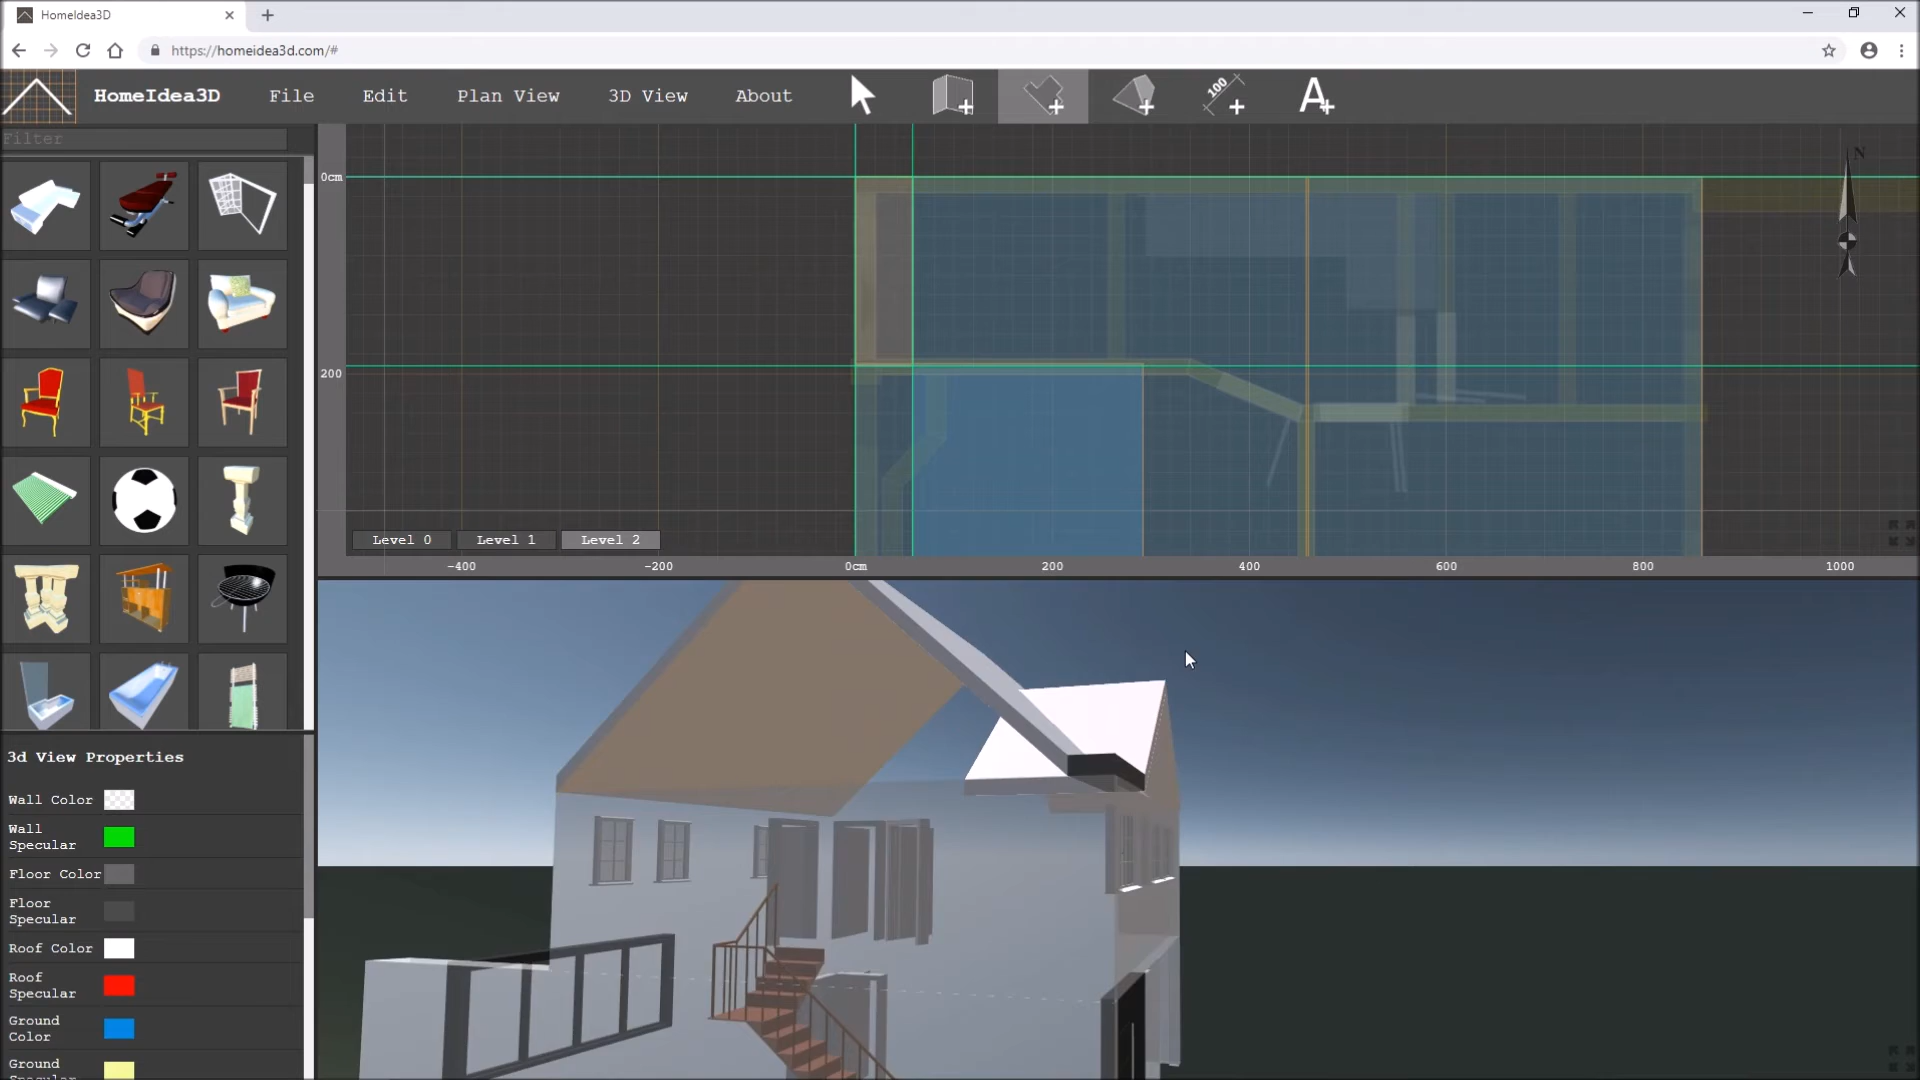 HomeIdea3D
https://homeidea3d.com/#
HomeIdea3D File Edit Plan View 3D View About 100 A
Filter
N
0cm
200
Level 0 Level 1 Level 2
-400 -200 0cm 200 400 600 800 1000
3d View Properties
Wall Color
Wall
Specular
Floor Color
Floor
Specular
Roof Color
Roof
Specular
Ground
Color
Ground
Specular